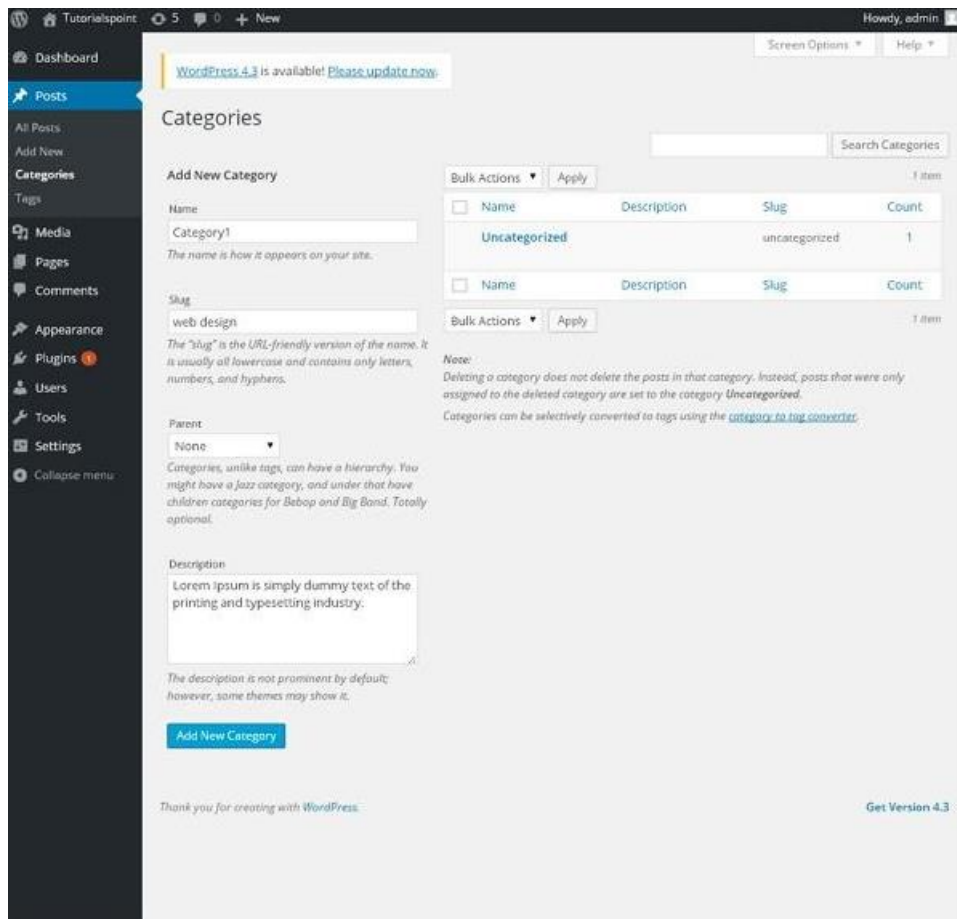 Tutorialspoint 5 0 + New Howdy, admin
Dashboard
Posts
All Posts
Add New
Categories
Tags
Media
Pages
Comments
Appearance
Plugins 1
Users
Tools
Settings
Collapse menu
Screen Options Help
WordPress 4.3 is available! Please update now.
Categories
Search Categories
Add New Category
Name
Category1
The name is how it appears on your site.
Slug
web design
The "slug" is the URL-friendly version of the name. It
is usually all lowercase and contains only letters,
numbers, and hyphens.
Parent
None
Categories, unlike tags, can have a hierarchy. You
might have a Jazz category, and under that have
children categories for Bebop and Big Band. Totally
optional.
Description
Lorem Ipsum is simply dummy text of the
printing and typesetting industry.
The description is not prominent by default;
however, some themes may show it.
Add New Category
Bulk Actions Apply 1 item
Name Description Slug Count
Uncategorized uncategorized 1
Name Description Slug Count
Bulk Actions Apply 1 item
Note:
Deleting a category does not delete the posts in that category. Instead, posts that were only
assigned to the deleted category are set to the category Uncategorized.
Categories can be selectively converted to tags using the category to tag converter.
Thank you for creating with WordPress.
Get Version 4.3